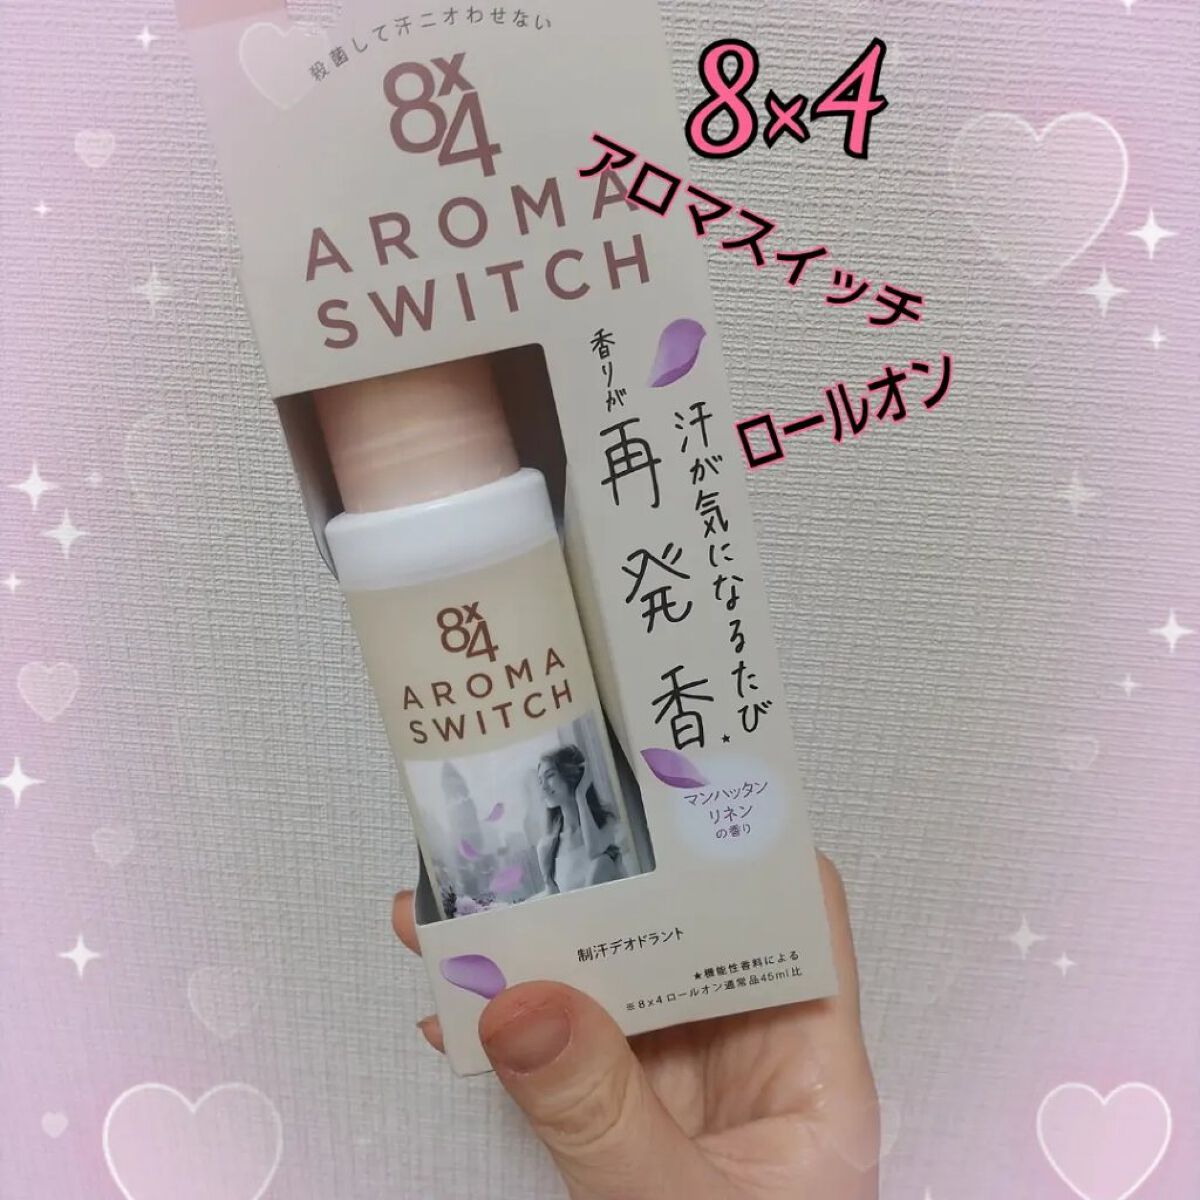 殺菌して汗ニオわせない
8x4
AROMA
SWITCH
8×4
アロマスイッチ
ロールオン
汗が気になるたび
香りが
再発香★
マンハッタン
リネン
の香り
8x4
AROMA
SWITCH
制汗デオドラント
★機能性香料による
※8x4ロールオン通常品45ml比